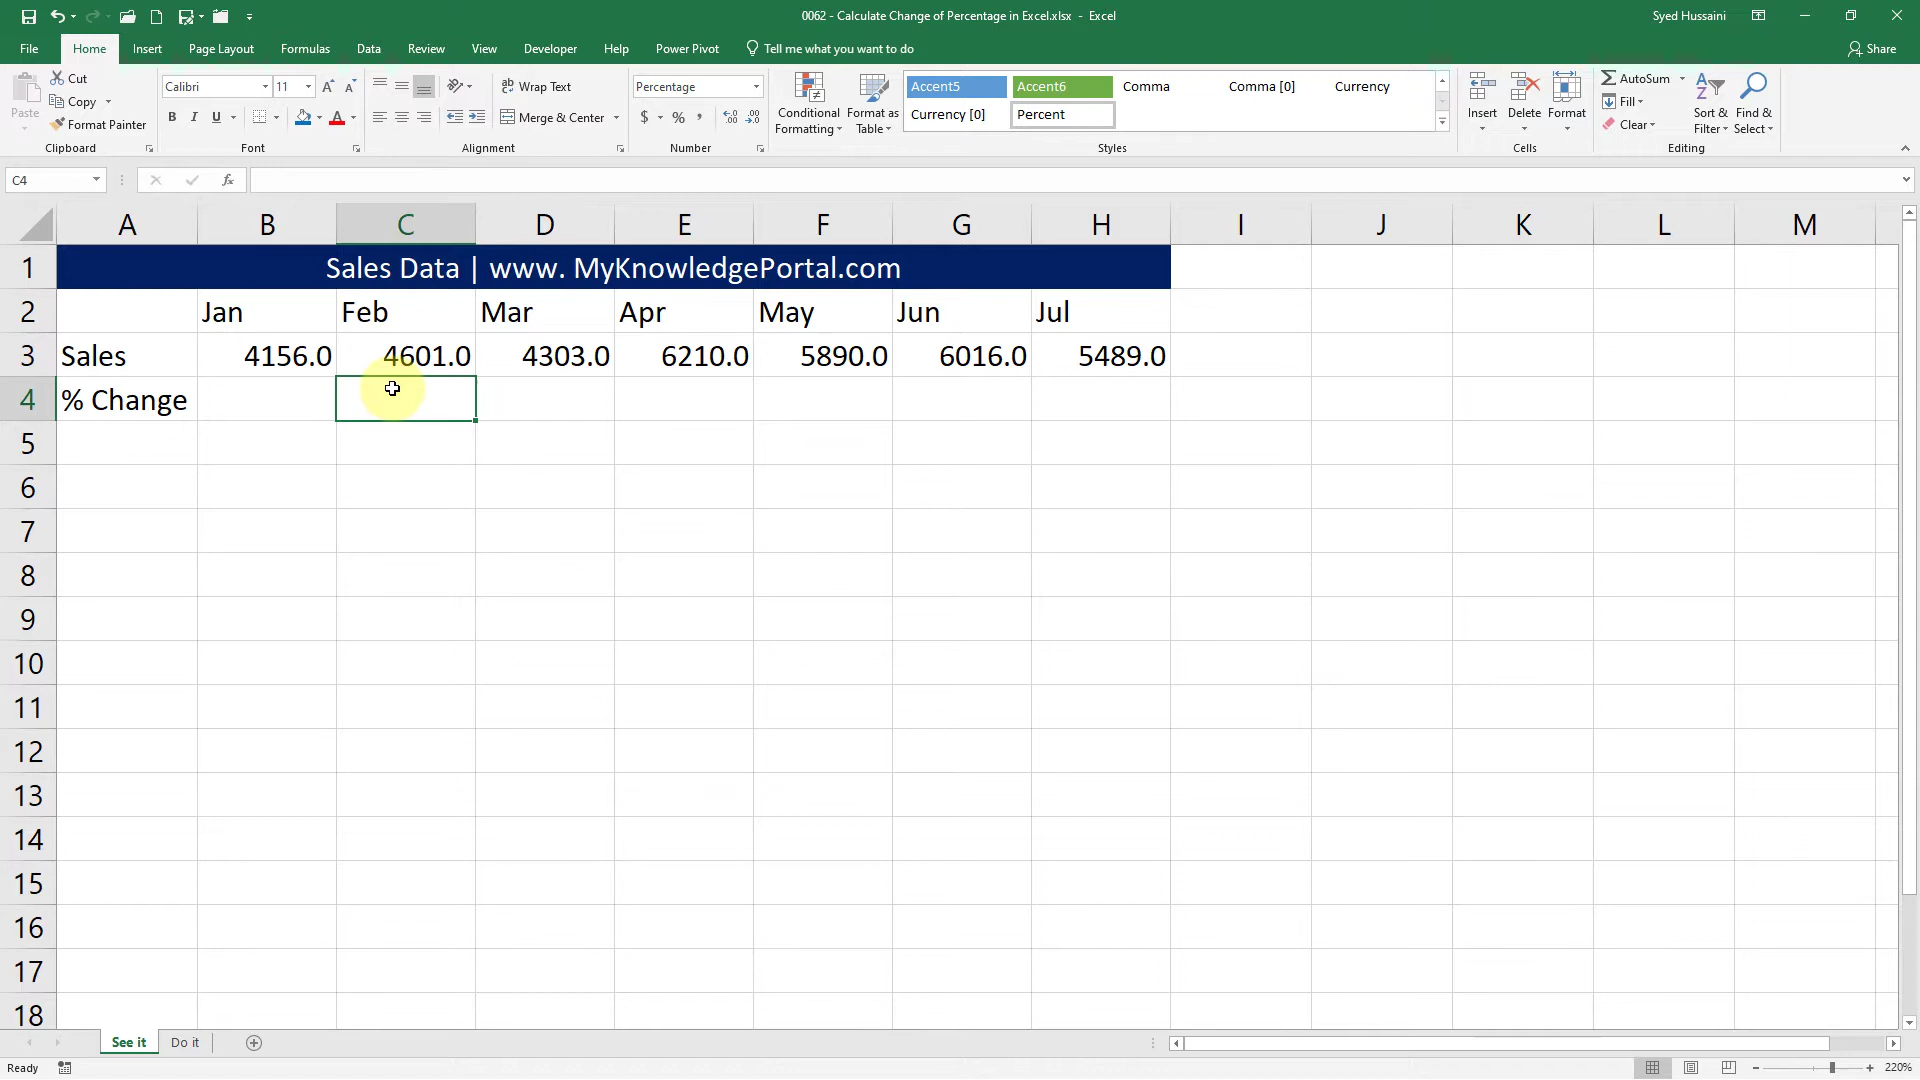 0062 - Calculate Change of Percentage in Excel.xlsx - Excel
Syed Hussaini
File Home Insert Page Layout Formulas Data Review View Developer Help Power Pivot Tell me what you want to do Share
Paste
Cut
Copy
Format Painter
Clipboard
Calibri 11
B I U
Font
Wrap Text
Merge & Center
Alignment
Percentage
$ % ,
Number
Conditional Formatting
Format as Table
Accent5 Accent6 Comma Comma [0] Currency
Currency [0] Percent
Styles
Insert Delete Format
Cells
AutoSum
Fill
Clear
Sort & Filter
Find & Select
Editing
C4 fx
A B C D E F G H I J K L M
1 Sales Data | www. MyKnowledgePortal.com
2 Jan Feb Mar Apr May Jun Jul
3 Sales 4156.0 4601.0 4303.0 6210.0 5890.0 6016.0 5489.0
4 % Change
5
6
7
8
9
10
11
12
13
14
15
16
17
18
See it Do it
Ready 220%